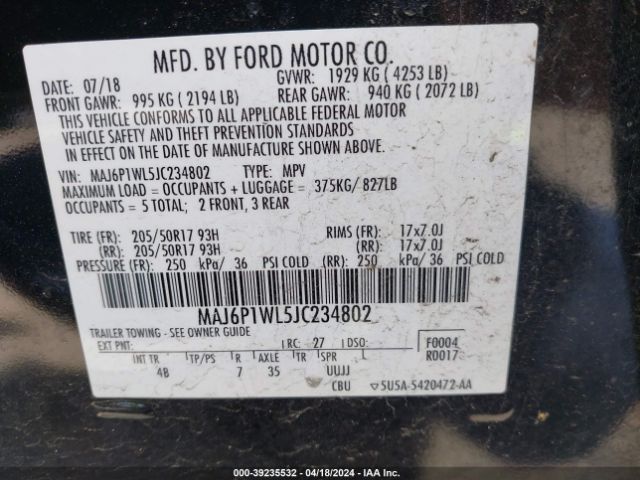 MFD. BY FORD MOTOR CO.
DATE: 07/18 GVWR: 1929 KG ( 4253 LB)
FRONT GAWR: 995 KG ( 2194 LB) REAR GAWR: 940 KG ( 2072 LB)
THIS VEHICLE CONFORMS TO ALL APPLICABLE FEDERAL MOTOR
VEHICLE SAFETY AND THEFT PREVENTION STANDARDS
IN EFFECT ON THE DATE OF MANUFACTURE SHOWN ABOVE.
VIN: MAJ6P1WL5JC234802 TYPE: MPV
MAXIMUM LOAD = OCCUPANTS + LUGGAGE = 375KG/ 827LB
OCCUPANTS = 5 TOTAL; 2 FRONT, 3 REAR
TIRE (FR): 205/50R17 93H RIMS (FR): 17x7.0J
(RR): 205/50R17 93H (RR): 17x7.0J
PRESSURE (FR): 250 kPa/ 36 PSI COLD (RR): 250 kPa/ 36 PSI COLD
MAJ6P1WL5JC234802
TRAILER TOWING - SEE OWNER GUIDE
EXT PNT: RC: 27 DSO: F0004
R0017
INT TR TP/PS R AXLE TR SPR L
4B 7 35 UUJJ
CBU 5U5A-5420472-AA
000-39235532 - 04/18/2024 - IAA Inc.